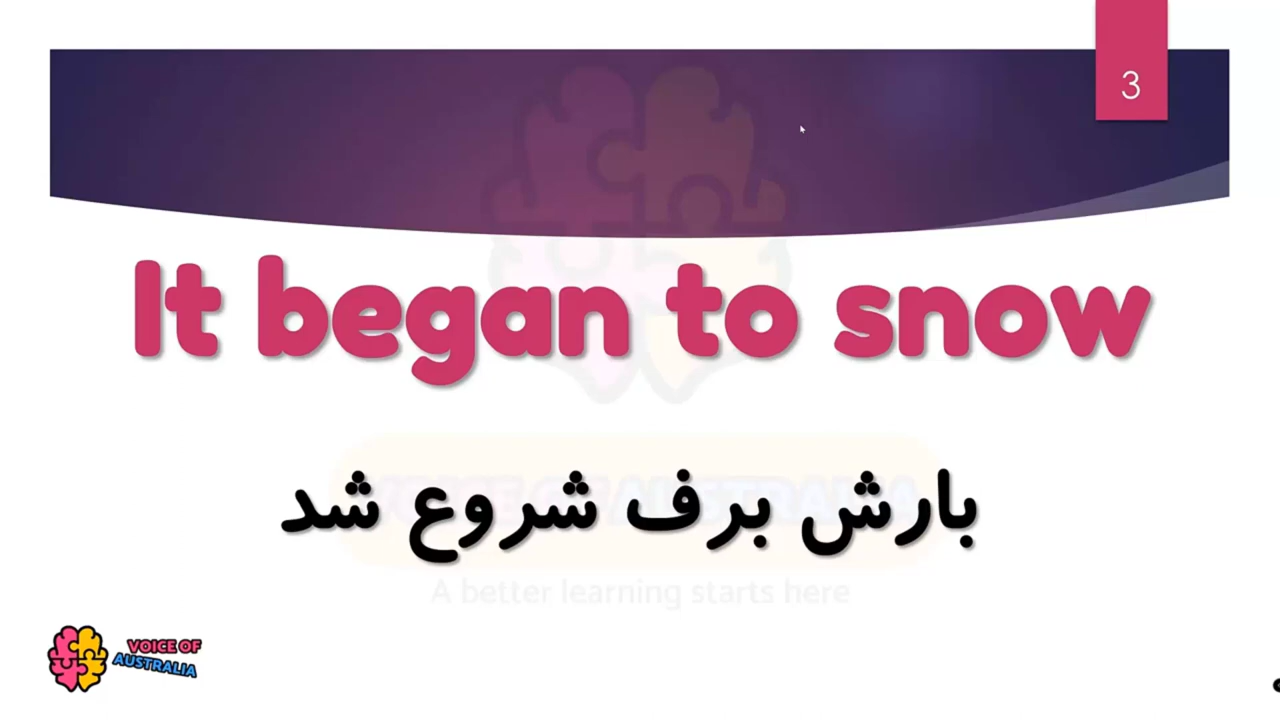 3
It began to snow
بارش برف شروع شد
A better learning starts here
VOICE OF
AUSTRALIA